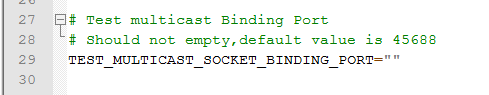 27 # Test multicast Binding Port
28 # Should not empty,default value is 45688
29 TEST_MULTICAST_SOCKET_BINDING_PORT=""
30